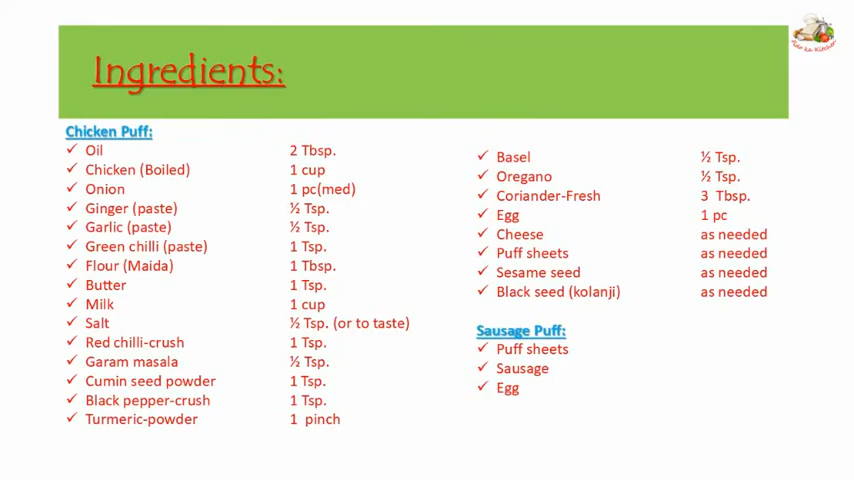 Ingredients:
Chicken Puff:
Oil 2 Tbsp.
Chicken (Boiled) 1 cup
Onion 1 pc(med)
Ginger (paste) ½ Tsp.
Garlic (paste) ½ Tsp.
Green chilli (paste) 1 Tsp.
Flour (Maida) 1 Tbsp.
Butter 1 Tsp.
Milk 1 cup
Salt ½ Tsp. (or to taste)
Red chilli-crush 1 Tsp.
Garam masala ½ Tsp.
Cumin seed powder 1 Tsp.
Black pepper-crush 1 Tsp.
Turmeric-powder 1 pinch
Basel ½ Tsp.
Oregano ½ Tsp.
Coriander-Fresh 3 Tbsp.
Egg 1 pc
Cheese as needed
Puff sheets as needed
Sesame seed as needed
Black seed (kolanji) as needed
Sausage Puff:
Puff sheets
Sausage
Egg